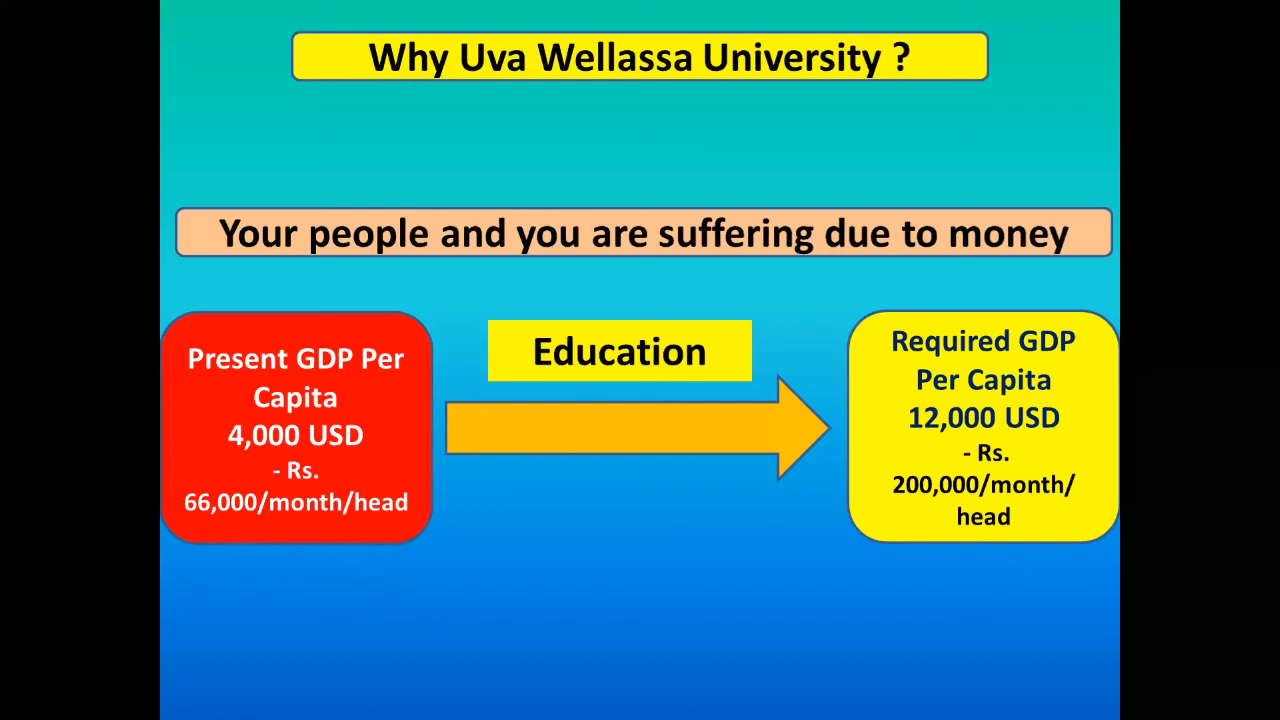 Why Uva Wellassa University ?
Your people and you are suffering due to money
Present GDP Per
Capita
4,000 USD
- Rs.
66,000/month/head
Education
Required GDP
Per Capita
12,000 USD
- Rs.
200,000/month/
head